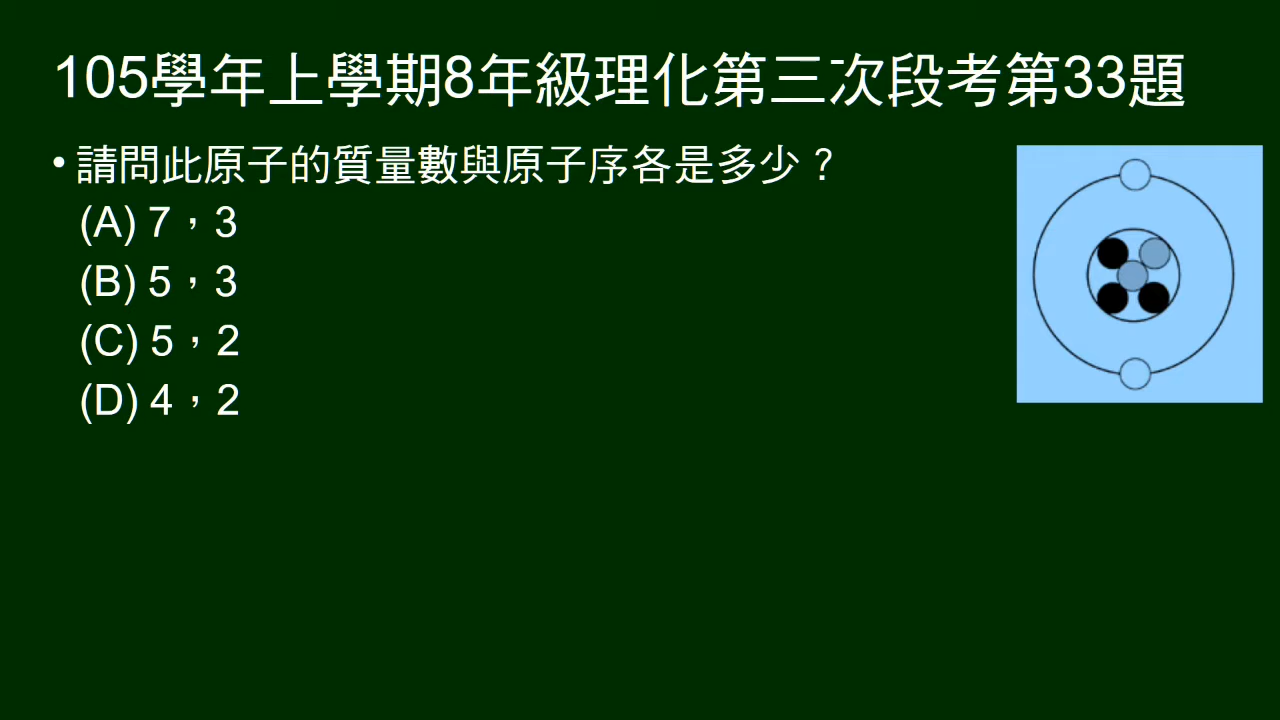 105學年上學期8年級理化第三次段考第33題
•請問此原子的質量數與原子序各是多少？
(A) 7，3
(B) 5，3
(C) 5，2
(D) 4，2